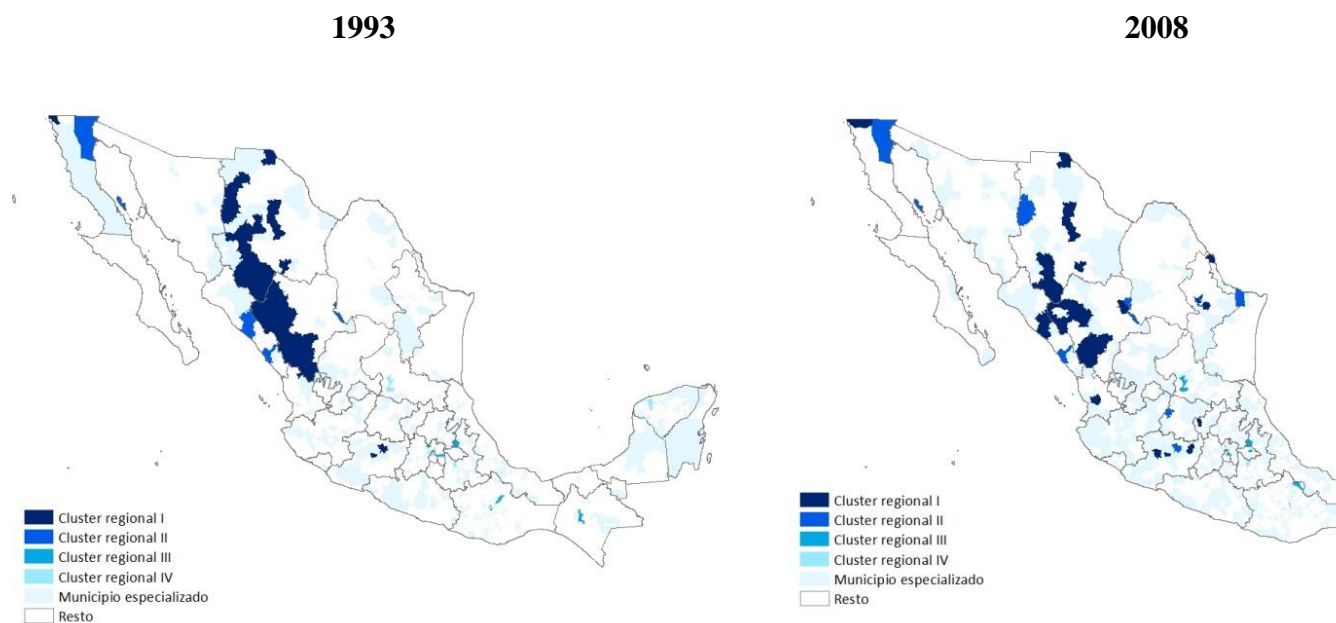 1993
2008
Cluster regional I
Cluster regional II
Cluster regional III
Cluster regional IV
Municipio especializado
Resto
Cluster regional I
Cluster regional II
Cluster regional III
Cluster regional IV
Municipio especializado
Resto